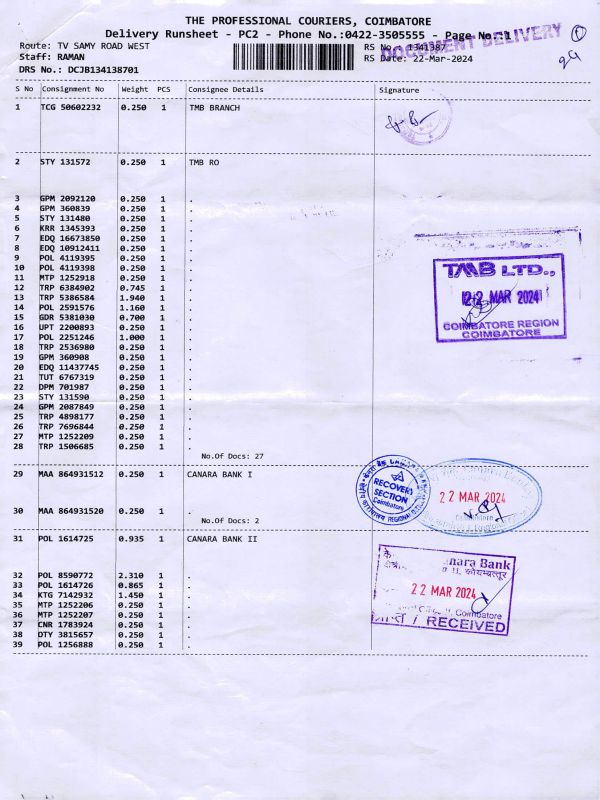 THE PROFESSIONAL COURIERS, COIMBATORE
Delivery Runsheet - PC2 - Phone No.:0422-3505555 - Page No.:1
DOCUMENT DELIVERY
Route: TV SAMY ROAD WEST
RS No : 1341387
Staff: RAMAN
RS Date: 22-Mar-2024
DRS No.: DCJB134138701
S No Consignment No Weight PCS Consignee Details Signature
1 TCG 50602232 0.250 1 TMB BRANCH
2 STY 131572 0.250 1 TMB RO
3 GPM 2092120 0.250 1 .
4 GPM 360839 0.250 1 .
5 STY 131480 0.250 1 .
6 KRR 1345393 0.250 1 .
7 EDQ 16673850 0.250 1 .
8 EDQ 10912411 0.250 1 .
9 POL 4119395 0.250 1 .
10 POL 4119398 0.250 1 .
11 MTP 1252918 0.250 1 .
12 TRP 6384902 0.745 1 .
13 TRP 5386584 1.940 1 .
14 POL 2591576 1.160 1 .
15 GDR 5381030 0.700 1 .
16 UPT 2200893 0.250 1 .
17 POL 2251246 1.000 1 .
18 TRP 2536980 0.250 1 .
19 GPM 360908 0.250 1 .
20 EDQ 11437745 0.250 1 .
21 TUT 6767319 0.250 1 .
22 DPM 701987 0.250 1 .
23 STY 131590 0.250 1 .
24 GPM 2087849 0.250 1 .
25 TRP 4898177 0.250 1 .
26 TRP 7696844 0.250 1 .
27 MTP 1252209 0.250 1 .
28 TRP 1506685 0.250 1 .
No.Of Docs: 27
TMB LTD.,
22 MAR 2024
COIMBATORE REGION
COIMBATORE
29 MAA 864931512 0.250 1 CANARA BANK I
30 MAA 864931520 0.250 1 .
No.Of Docs: 2
RECOVERY
SECTION
Coimbatore
22 MAR 2024
31 POL 1614725 0.935 1 CANARA BANK II
32 POL 8590772 2.310 1 .
33 POL 1614726 0.865 1 .
34 KTG 7142932 1.450 1 .
35 MTP 1252206 0.250 1 .
36 MTP 1252207 0.250 1 .
37 CNR 1783924 0.250 1 .
38 DTY 3815657 0.250 1 .
39 POL 1256888 0.250 1 .
Bank
II, कोयम्बत्तूर
22 MAR 2024
Coimbatore
/ RECEIVED